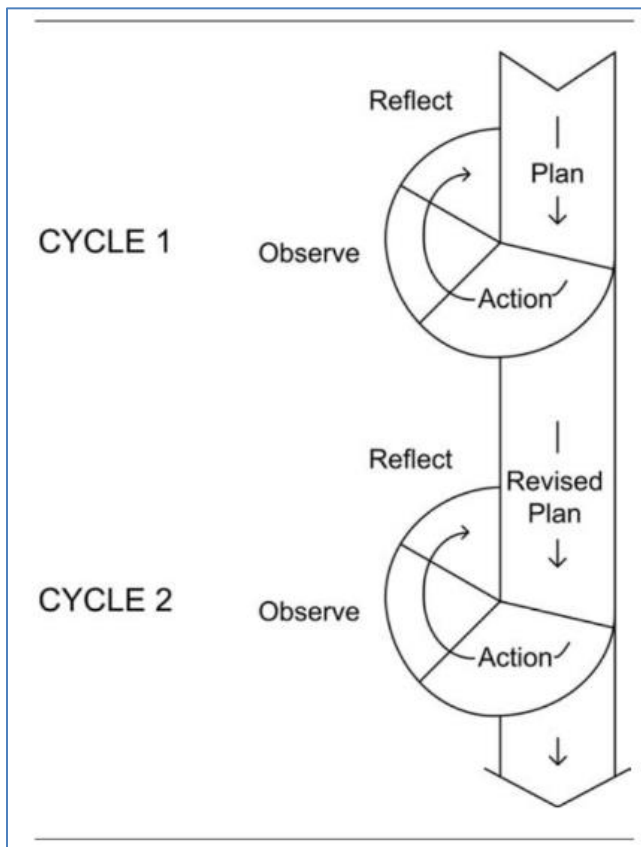 Reflect
Plan
CYCLE 1
Observe
Action
Reflect
Revised
Plan
CYCLE 2
Observe
Action